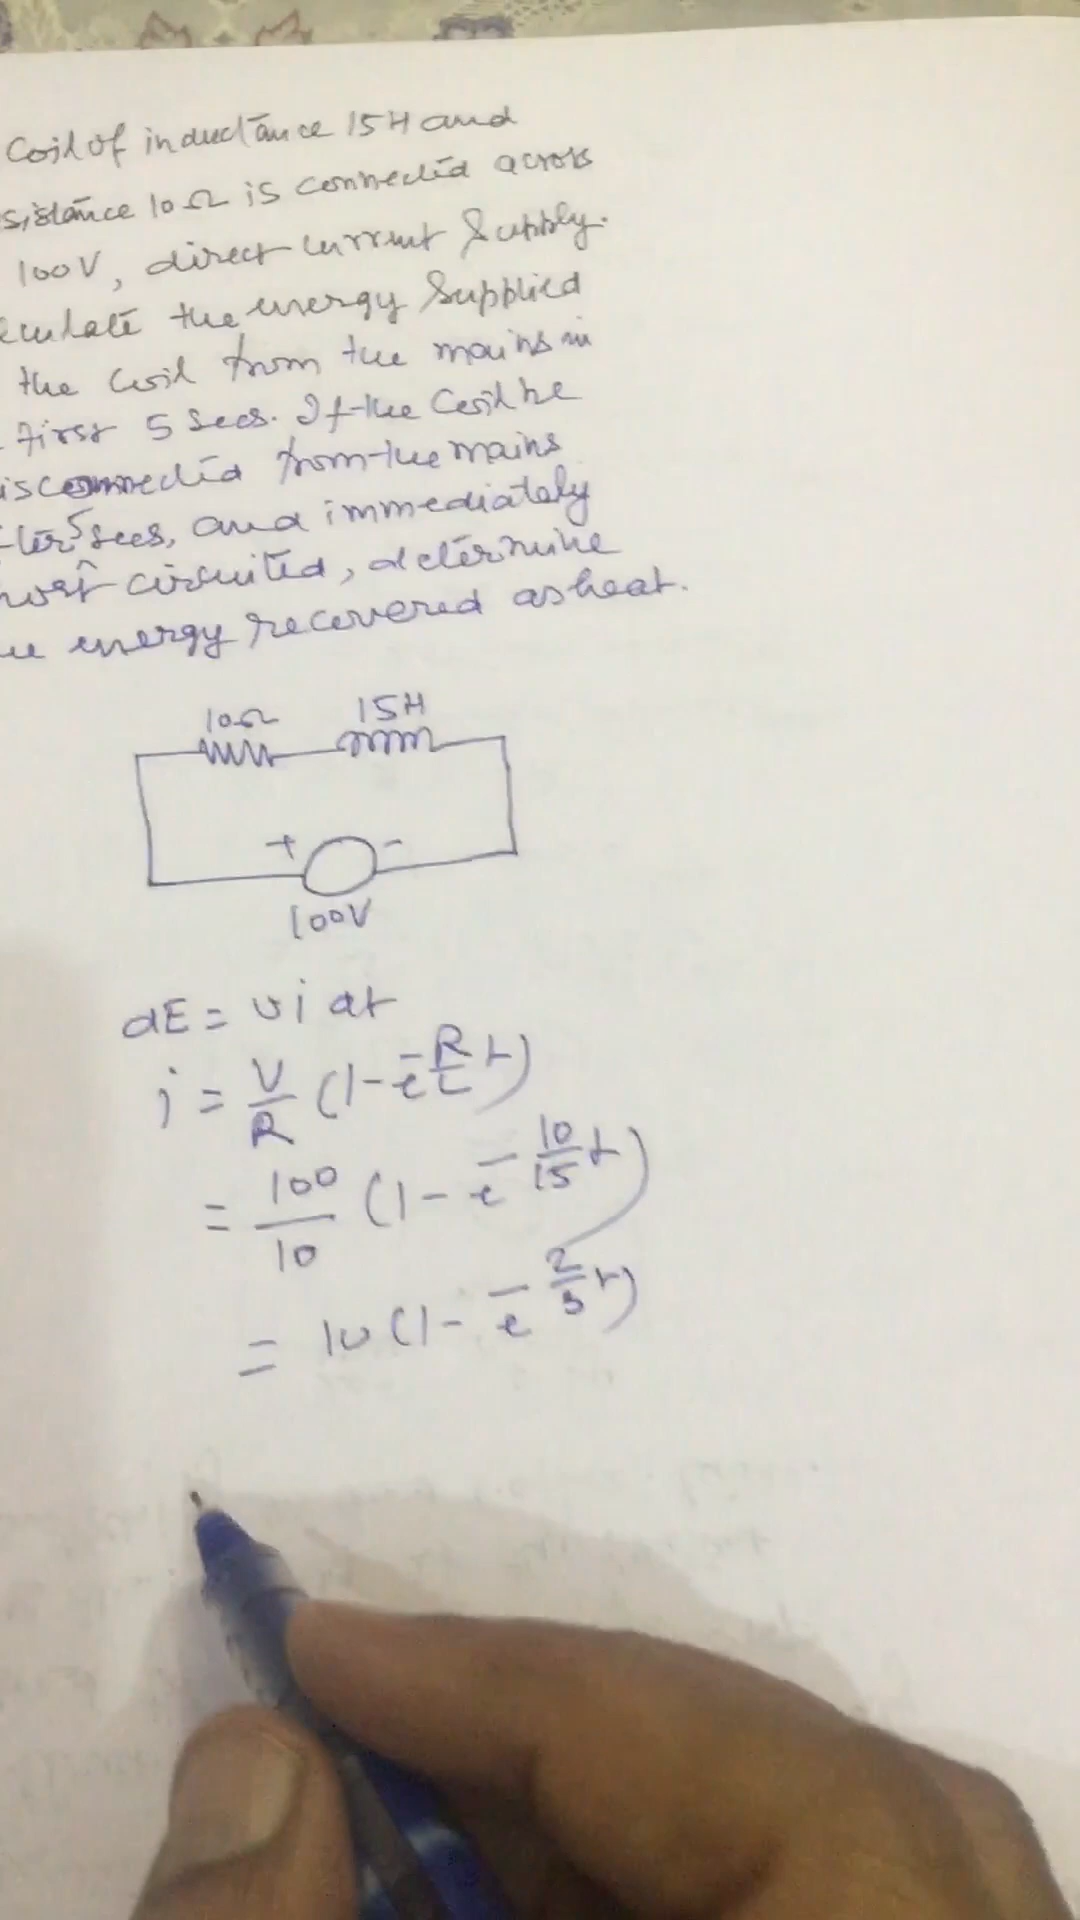 Coil of inductance 15H and
sistance 10Ω is connected across
100V, direct current Supply.
culate the energy Supplied
the Coil from the mains in
first 5 Secs. If the Coil be
isconnected from the mains
ter 5 secs, and immediately
hort circuited, determine
e energy recovered as heat.
10Ω 15H
+ -
100V
dE = vi dt
i = V/R (1 - e^-R/L t)
= 100/10 (1 - e^-10/15 t)
= 10 (1 - e^-2/3 t)